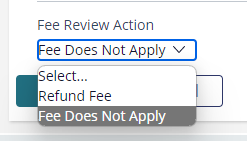 Fee Review Action
Fee Does Not Apply
Select...
Refund Fee
Fee Does Not Apply